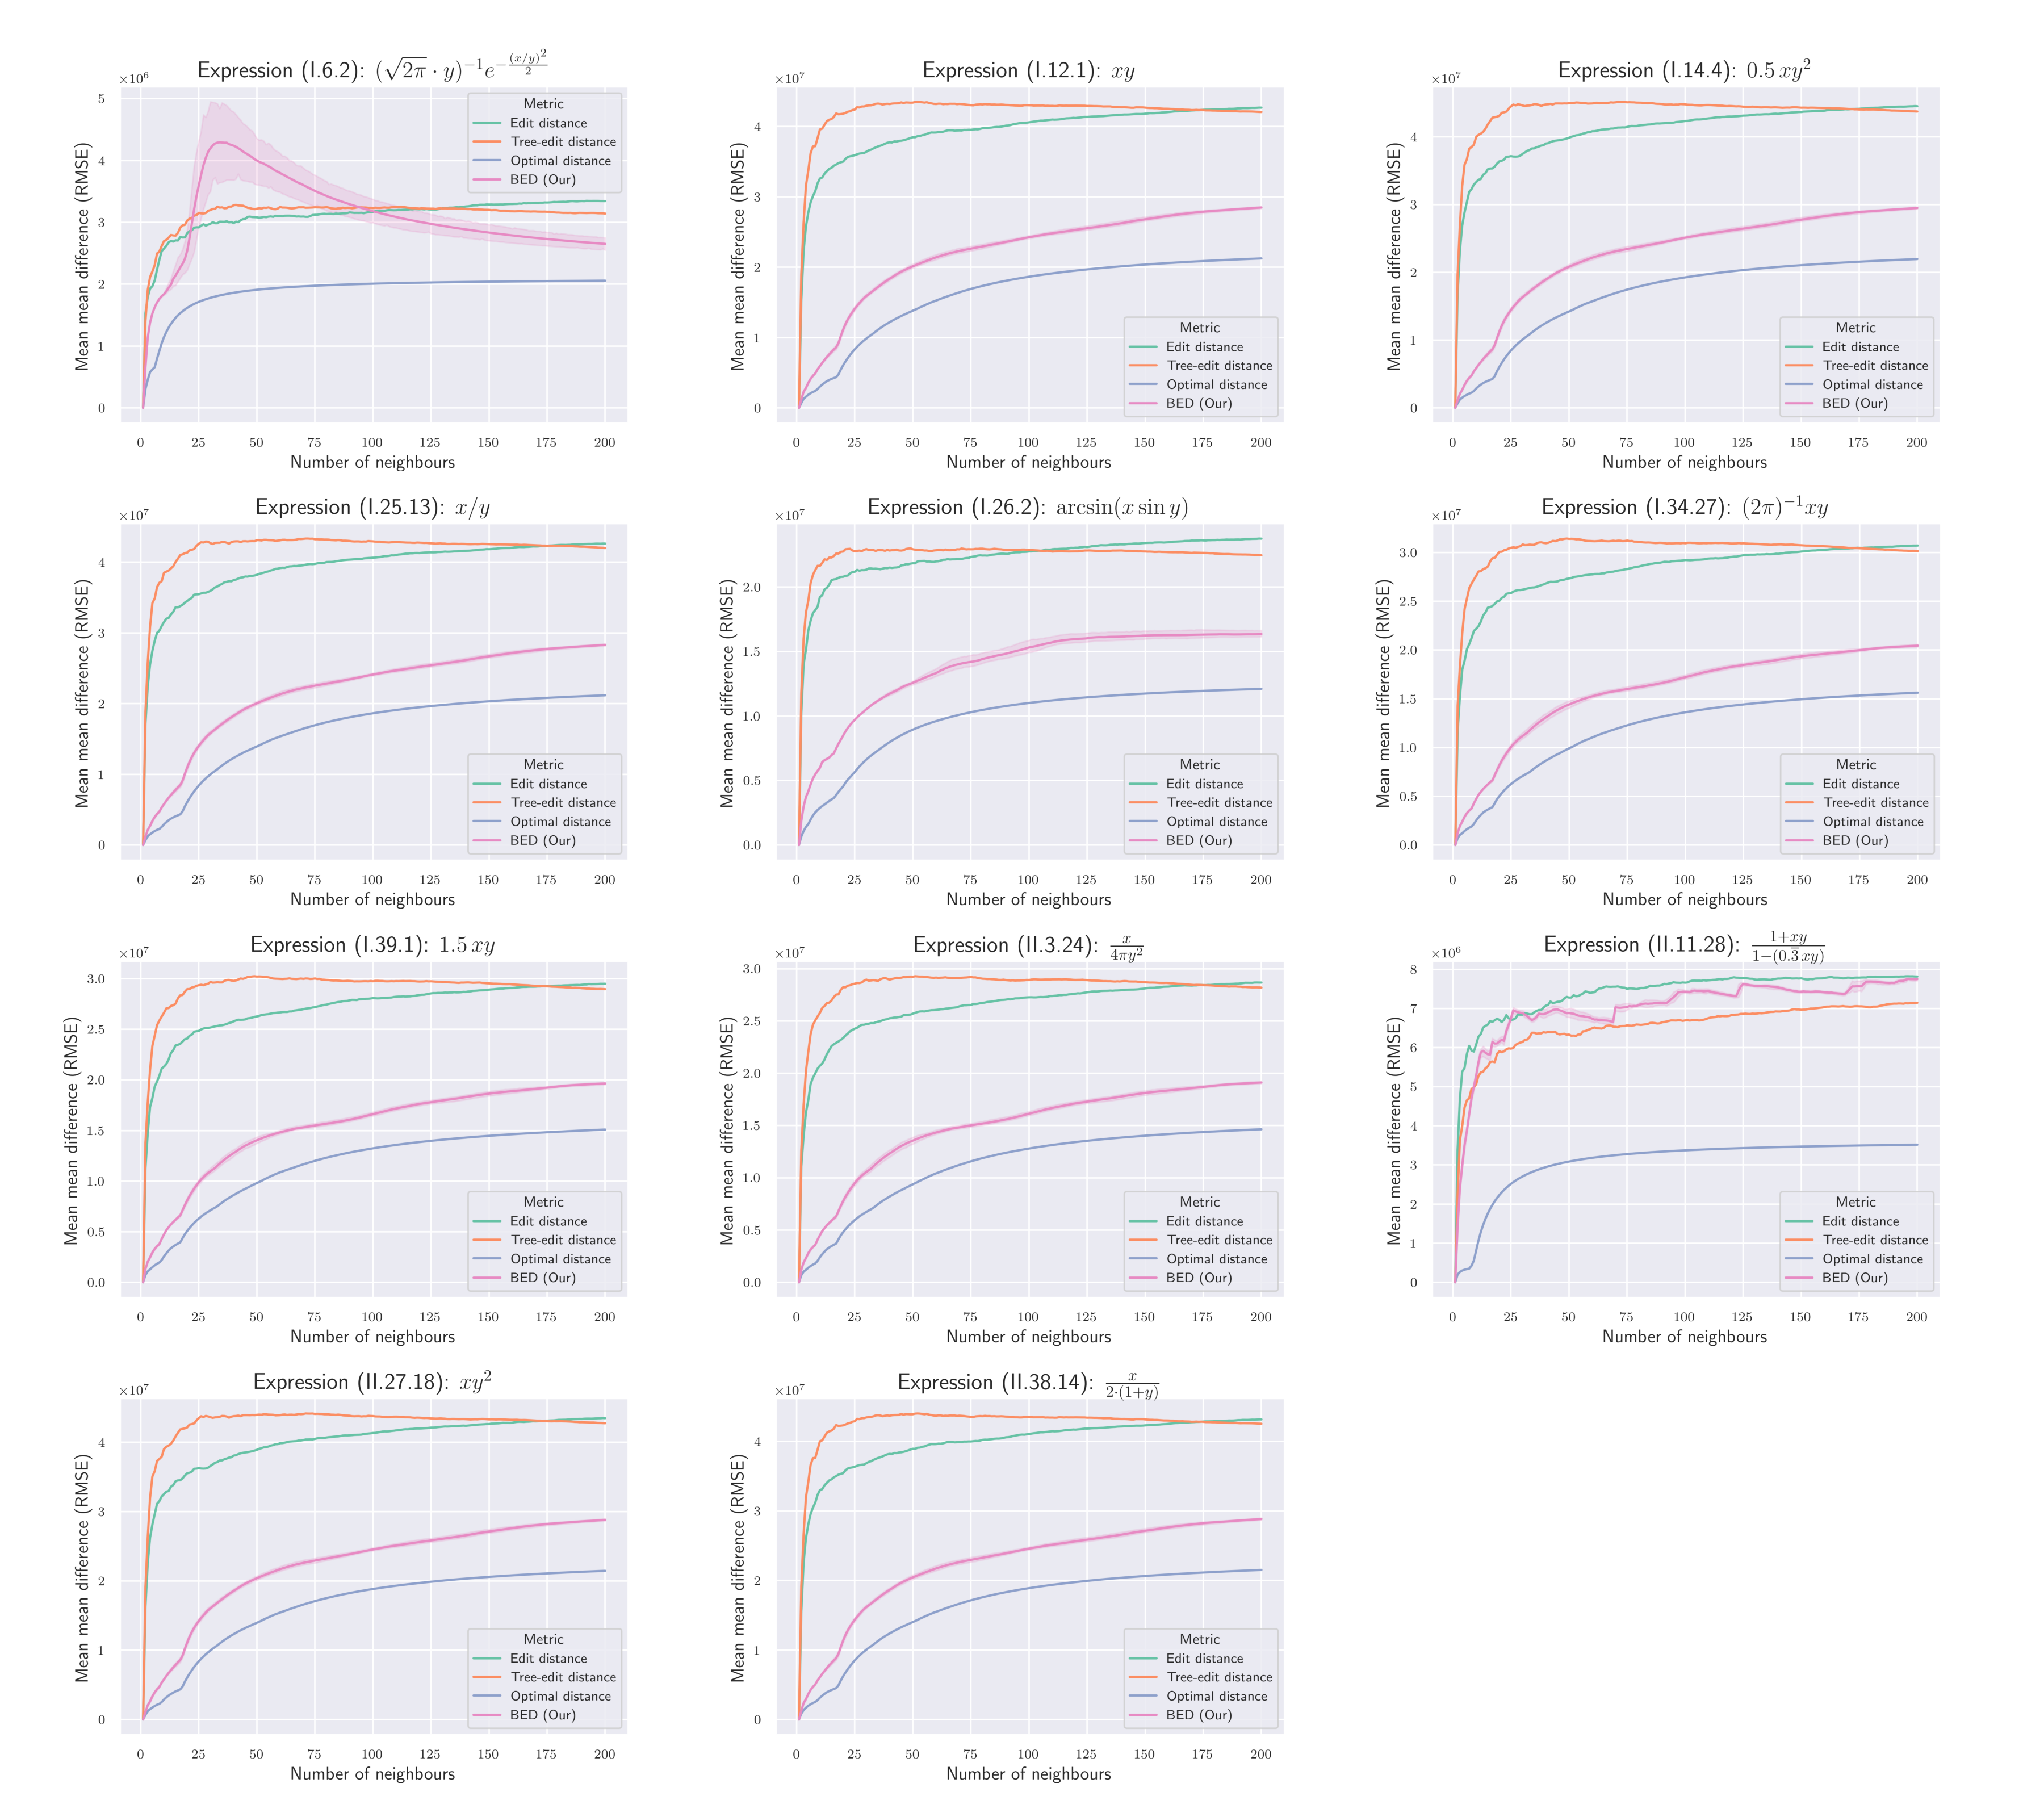 Expression (I.6.2): (√2π · y)⁻¹e^{−(x/y)²/2}
×10⁶
Mean mean difference (RMSE)
5
4
3
2
1
0
Metric
Edit distance
Tree-edit distance
Optimal distance
BED (Our)
0 25 50 75 100 125 150 175 200
Number of neighbours
Expression (I.12.1): xy
×10⁷
Mean mean difference (RMSE)
4
3
2
1
0
Metric
Edit distance
Tree-edit distance
Optimal distance
BED (Our)
0 25 50 75 100 125 150 175 200
Number of neighbours
Expression (I.14.4): 0.5 xy²
×10⁷
Mean mean difference (RMSE)
4
3
2
1
0
Metric
Edit distance
Tree-edit distance
Optimal distance
BED (Our)
0 25 50 75 100 125 150 175 200
Number of neighbours
Expression (I.25.13): x/y
×10⁷
Mean mean difference (RMSE)
4
3
2
1
0
Metric
Edit distance
Tree-edit distance
Optimal distance
BED (Our)
0 25 50 75 100 125 150 175 200
Number of neighbours
Expression (I.26.2): arcsin(x sin y)
×10⁷
Mean mean difference (RMSE)
2.0
1.5
1.0
0.5
0.0
Metric
Edit distance
Tree-edit distance
Optimal distance
BED (Our)
0 25 50 75 100 125 150 175 200
Number of neighbours
Expression (I.34.27): (2π)⁻¹xy
×10⁷
Mean mean difference (RMSE)
3.0
2.5
2.0
1.5
1.0
0.5
0.0
Metric
Edit distance
Tree-edit distance
Optimal distance
BED (Our)
0 25 50 75 100 125 150 175 200
Number of neighbours
Expression (I.39.1): 1.5 xy
×10⁷
Mean mean difference (RMSE)
3.0
2.5
2.0
1.5
1.0
0.5
0.0
Metric
Edit distance
Tree-edit distance
Optimal distance
BED (Our)
0 25 50 75 100 125 150 175 200
Number of neighbours
Expression (II.3.24): x/4πy²
×10⁷
Mean mean difference (RMSE)
3.0
2.5
2.0
1.5
1.0
0.5
0.0
Metric
Edit distance
Tree-edit distance
Optimal distance
BED (Our)
0 25 50 75 100 125 150 175 200
Number of neighbours
Expression (II.11.28): 1+xy/1−(0.3̅xy)
×10⁶
Mean mean difference (RMSE)
8
7
6
5
4
3
2
1
0
Metric
Edit distance
Tree-edit distance
Optimal distance
BED (Our)
0 25 50 75 100 125 150 175 200
Number of neighbours
Expression (II.27.18): xy²
×10⁷
Mean mean difference (RMSE)
4
3
2
1
0
Metric
Edit distance
Tree-edit distance
Optimal distance
BED (Our)
0 25 50 75 100 125 150 175 200
Number of neighbours
Expression (II.38.14): x/2·(1+y)
×10⁷
Mean mean difference (RMSE)
4
3
2
1
0
Metric
Edit distance
Tree-edit distance
Optimal distance
BED (Our)
0 25 50 75 100 125 150 175 200
Number of neighbours